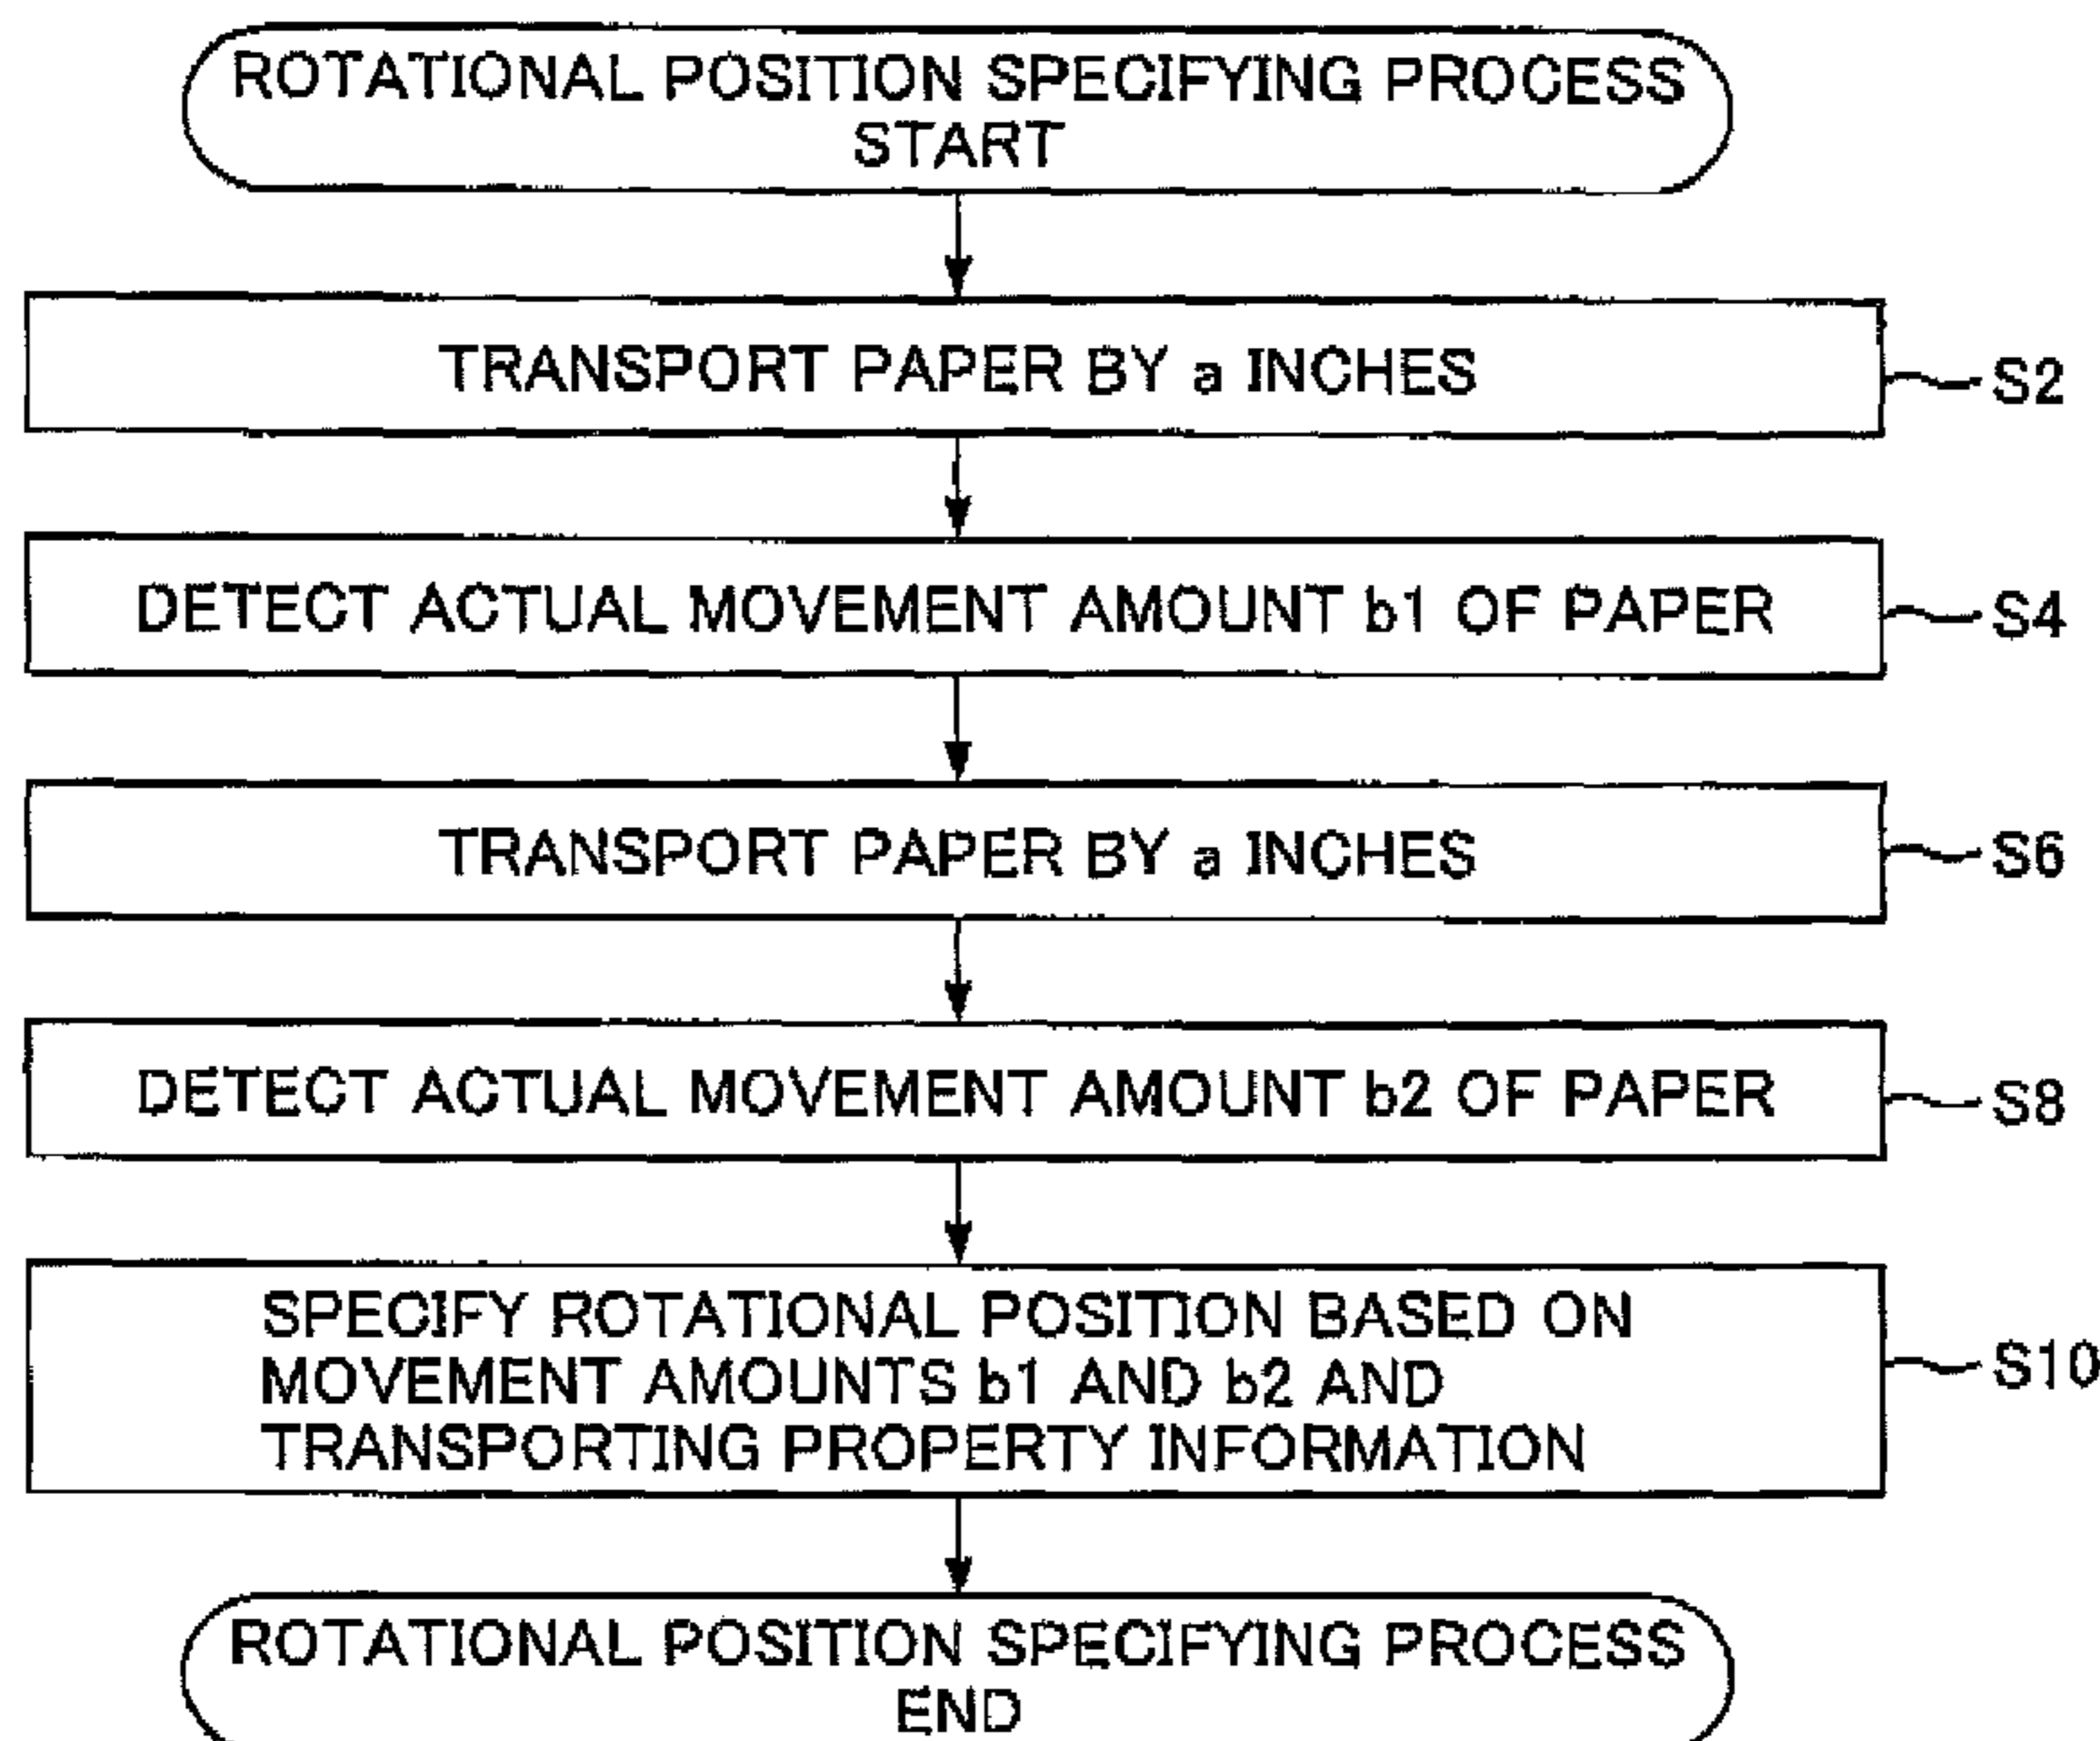 ROTATIONAL POSITION SPECIFYING PROCESS
START
TRANSPORT PAPER BY a INCHES
S2
DETECT ACTUAL MOVEMENT AMOUNT b1 OF PAPER
S4
TRANSPORT PAPER BY a INCHES
S6
DETECT ACTUAL MOVEMENT AMOUNT b2 OF PAPER
S8
SPECIFY ROTATIONAL POSITION BASED ON
MOVEMENT AMOUNTS b1 AND b2 AND
TRANSPORTING PROPERTY INFORMATION
S10
ROTATIONAL POSITION SPECIFYING PROCESS
END